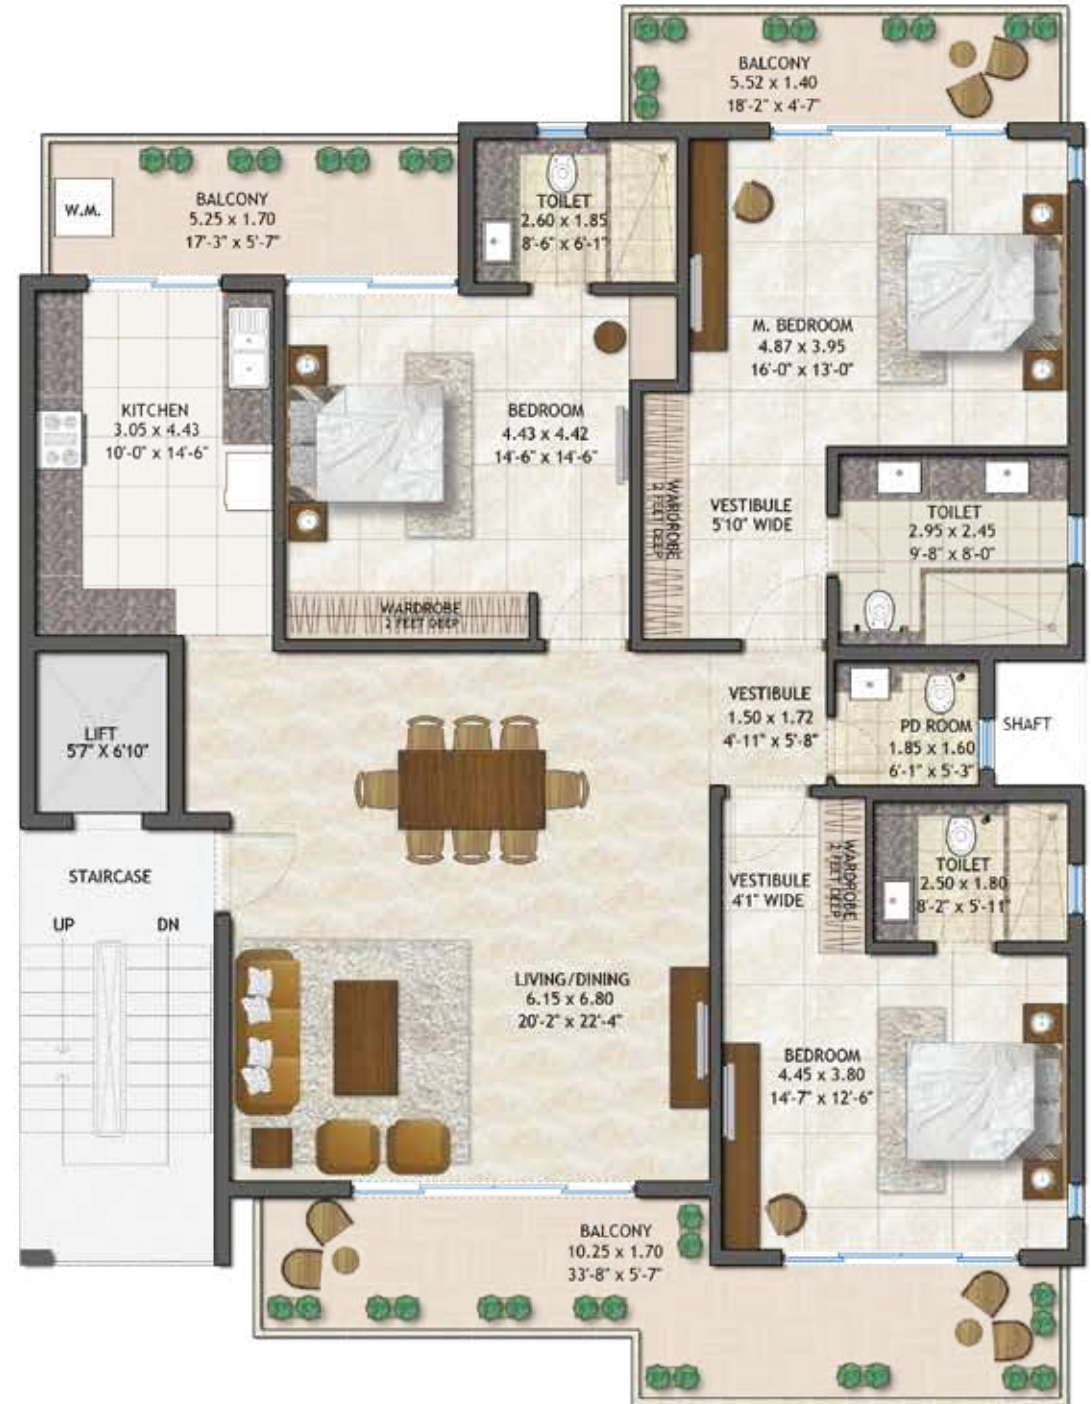 BALCONY
5.52 x 1.40
18'-2" x 4'-7"
W.M.
BALCONY
5.25 x 1.70
17'-3" x 5'-7"
TOILET
2.60 x 1.85
8'-6" x 6'-1"
M. BEDROOM
4.87 x 3.95
16'-0" x 13'-0"
KITCHEN
3.05 x 4.43
10'-0" x 14'-6"
BEDROOM
4.43 x 4.42
14'-6" x 14'-6"
WARDROBE
2 FEET DEEP
VESTIBULE
5'10" WIDE
TOILET
2.95 x 2.45
9'-8" x 8'-0"
WARDROBE
2 FEET DEEP
LIFT
5'7" X 6'10"
VESTIBULE
1.50 x 1.72
4'-11" x 5'-8"
PD ROOM
1.85 x 1.60
6'-1" x 5'-3"
SHAFT
STAIRCASE
UP
DN
VESTIBULE
4'1" WIDE
WARDROBE
2 FEET DEEP
TOILET
2.50 x 1.80
8'-2" x 5'-11"
LIVING/DINING
6.15 x 6.80
20'-2" x 22'-4"
BEDROOM
4.45 x 3.80
14'-7" x 12'-6"
BALCONY
10.25 x 1.70
33'-8" x 5'-7"